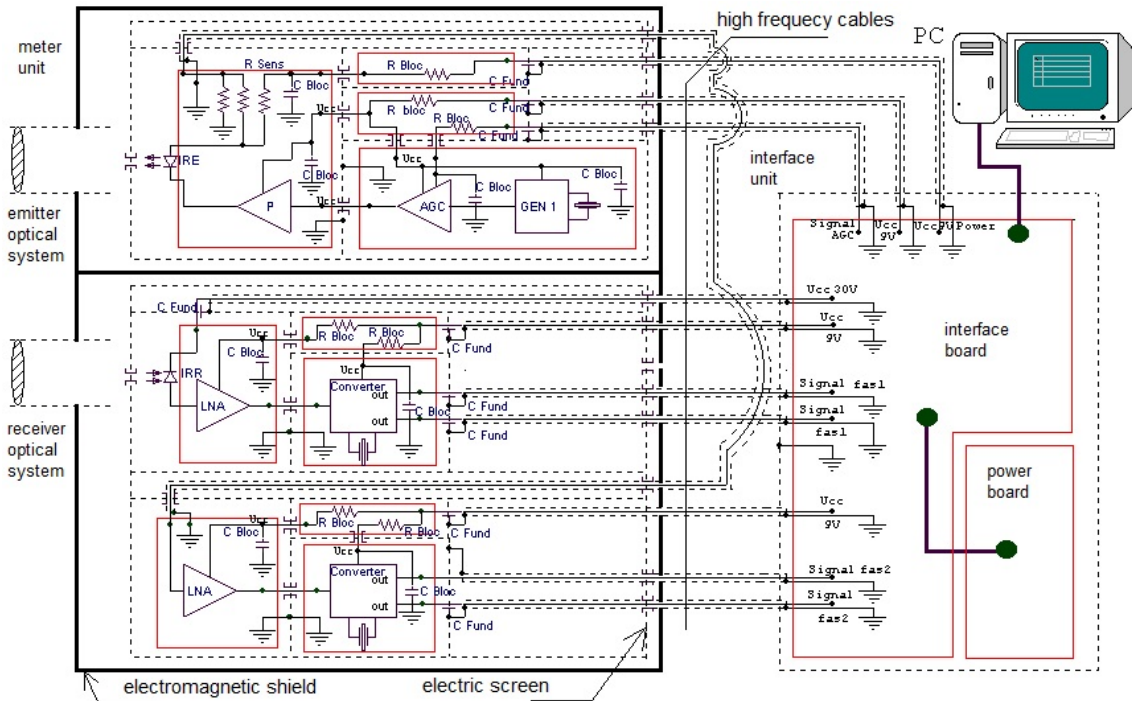 high frequecy cables
PC
meter
unit
R Sens
R Bloc
C Bloc
C Fund
Ucc
R bloc
C Fund
R Bloc
C Fund
IRE
C Bloc
Ucc
C Bloc
C Bloc
P
Ucc
AGC
GEN 1
emitter
optical
system
interface
unit
Signal
AGC
Ucc
9V
Ucc9VPower
C Fund
Ucc 30V
Ucc
R Bloc
R Bloc
C Fund
Ucc
9V
C Bloc
IRR
Ucc
Converter
out
LNA
out
C Bloc
C Fund
Signal fas1
Signal
fas1
interface
board
receiver
optical
system
power
board
Ucc
R Bloc
R Bloc
C Fund
Ucc
9V
C Bloc
Ucc
Converter
out
LNA
out
C Bloc
C Fund
Signal fas2
Signal
fas2
electromagnetic shield
electric screen